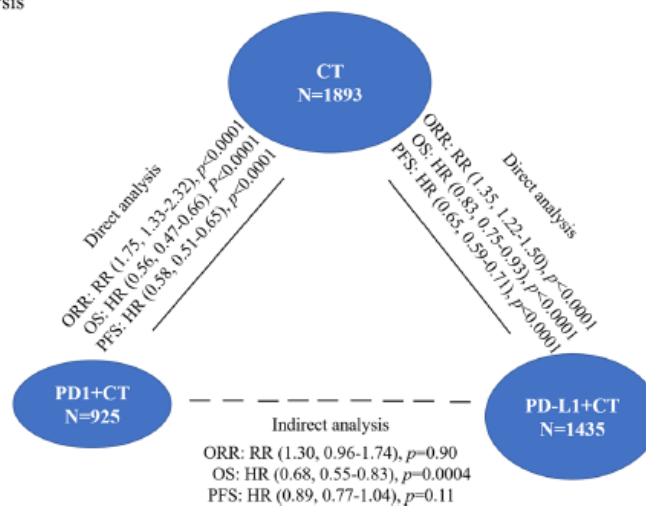 ysis
CT
N=1893
Direct analysis
ORR: RR (1.75, 1.33-2.32), p<0.0001
OS: HR (0.56, 0.47-0.66). p<0.0001
PFS: HR (0.58, 0.51-0.65), p<0.0001
Direct analysis
ORR: RR (1.35, 1.22-1.50), p<0.0001
OS: HR (0.83, 0.75-0.93), p<0.0001
PFS: HR (0.65, 0.59-0.71), p<0.0001
PD1+CT
N=925
PD-L1+CT
N=1435
Indirect analysis
ORR: RR (1.30, 0.96-1.74), p=0.90
OS: HR (0.68, 0.55-0.83), p=0.0004
PFS: HR (0.89, 0.77-1.04), p=0.11